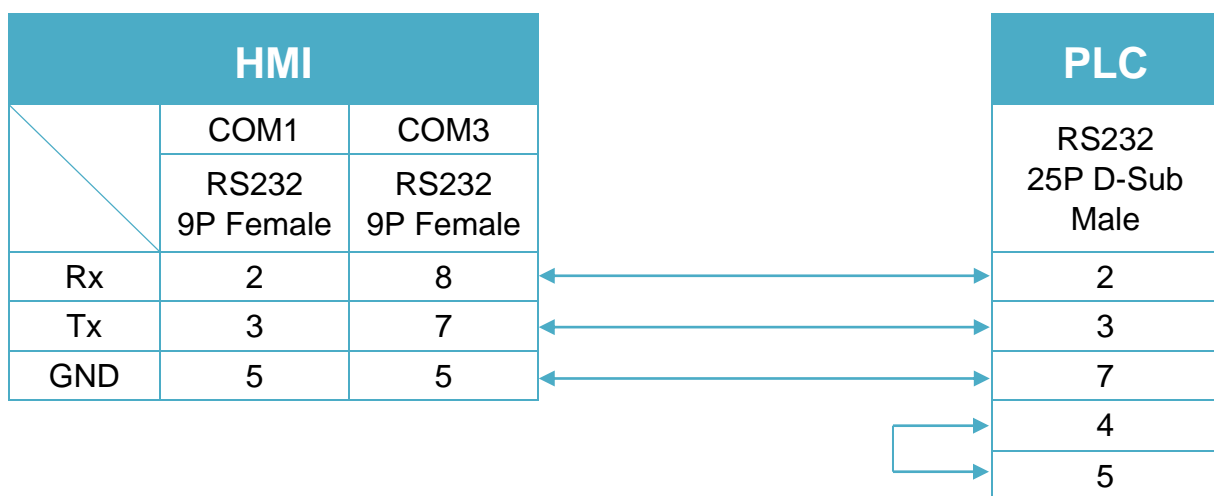 HMI PLC
COM1 COM3
RS232
25P D-Sub
Male
RS232
9P Female
RS232
9P Female
Rx 2 8 2
Tx 3 7 3
GND 5 5 7
4
5